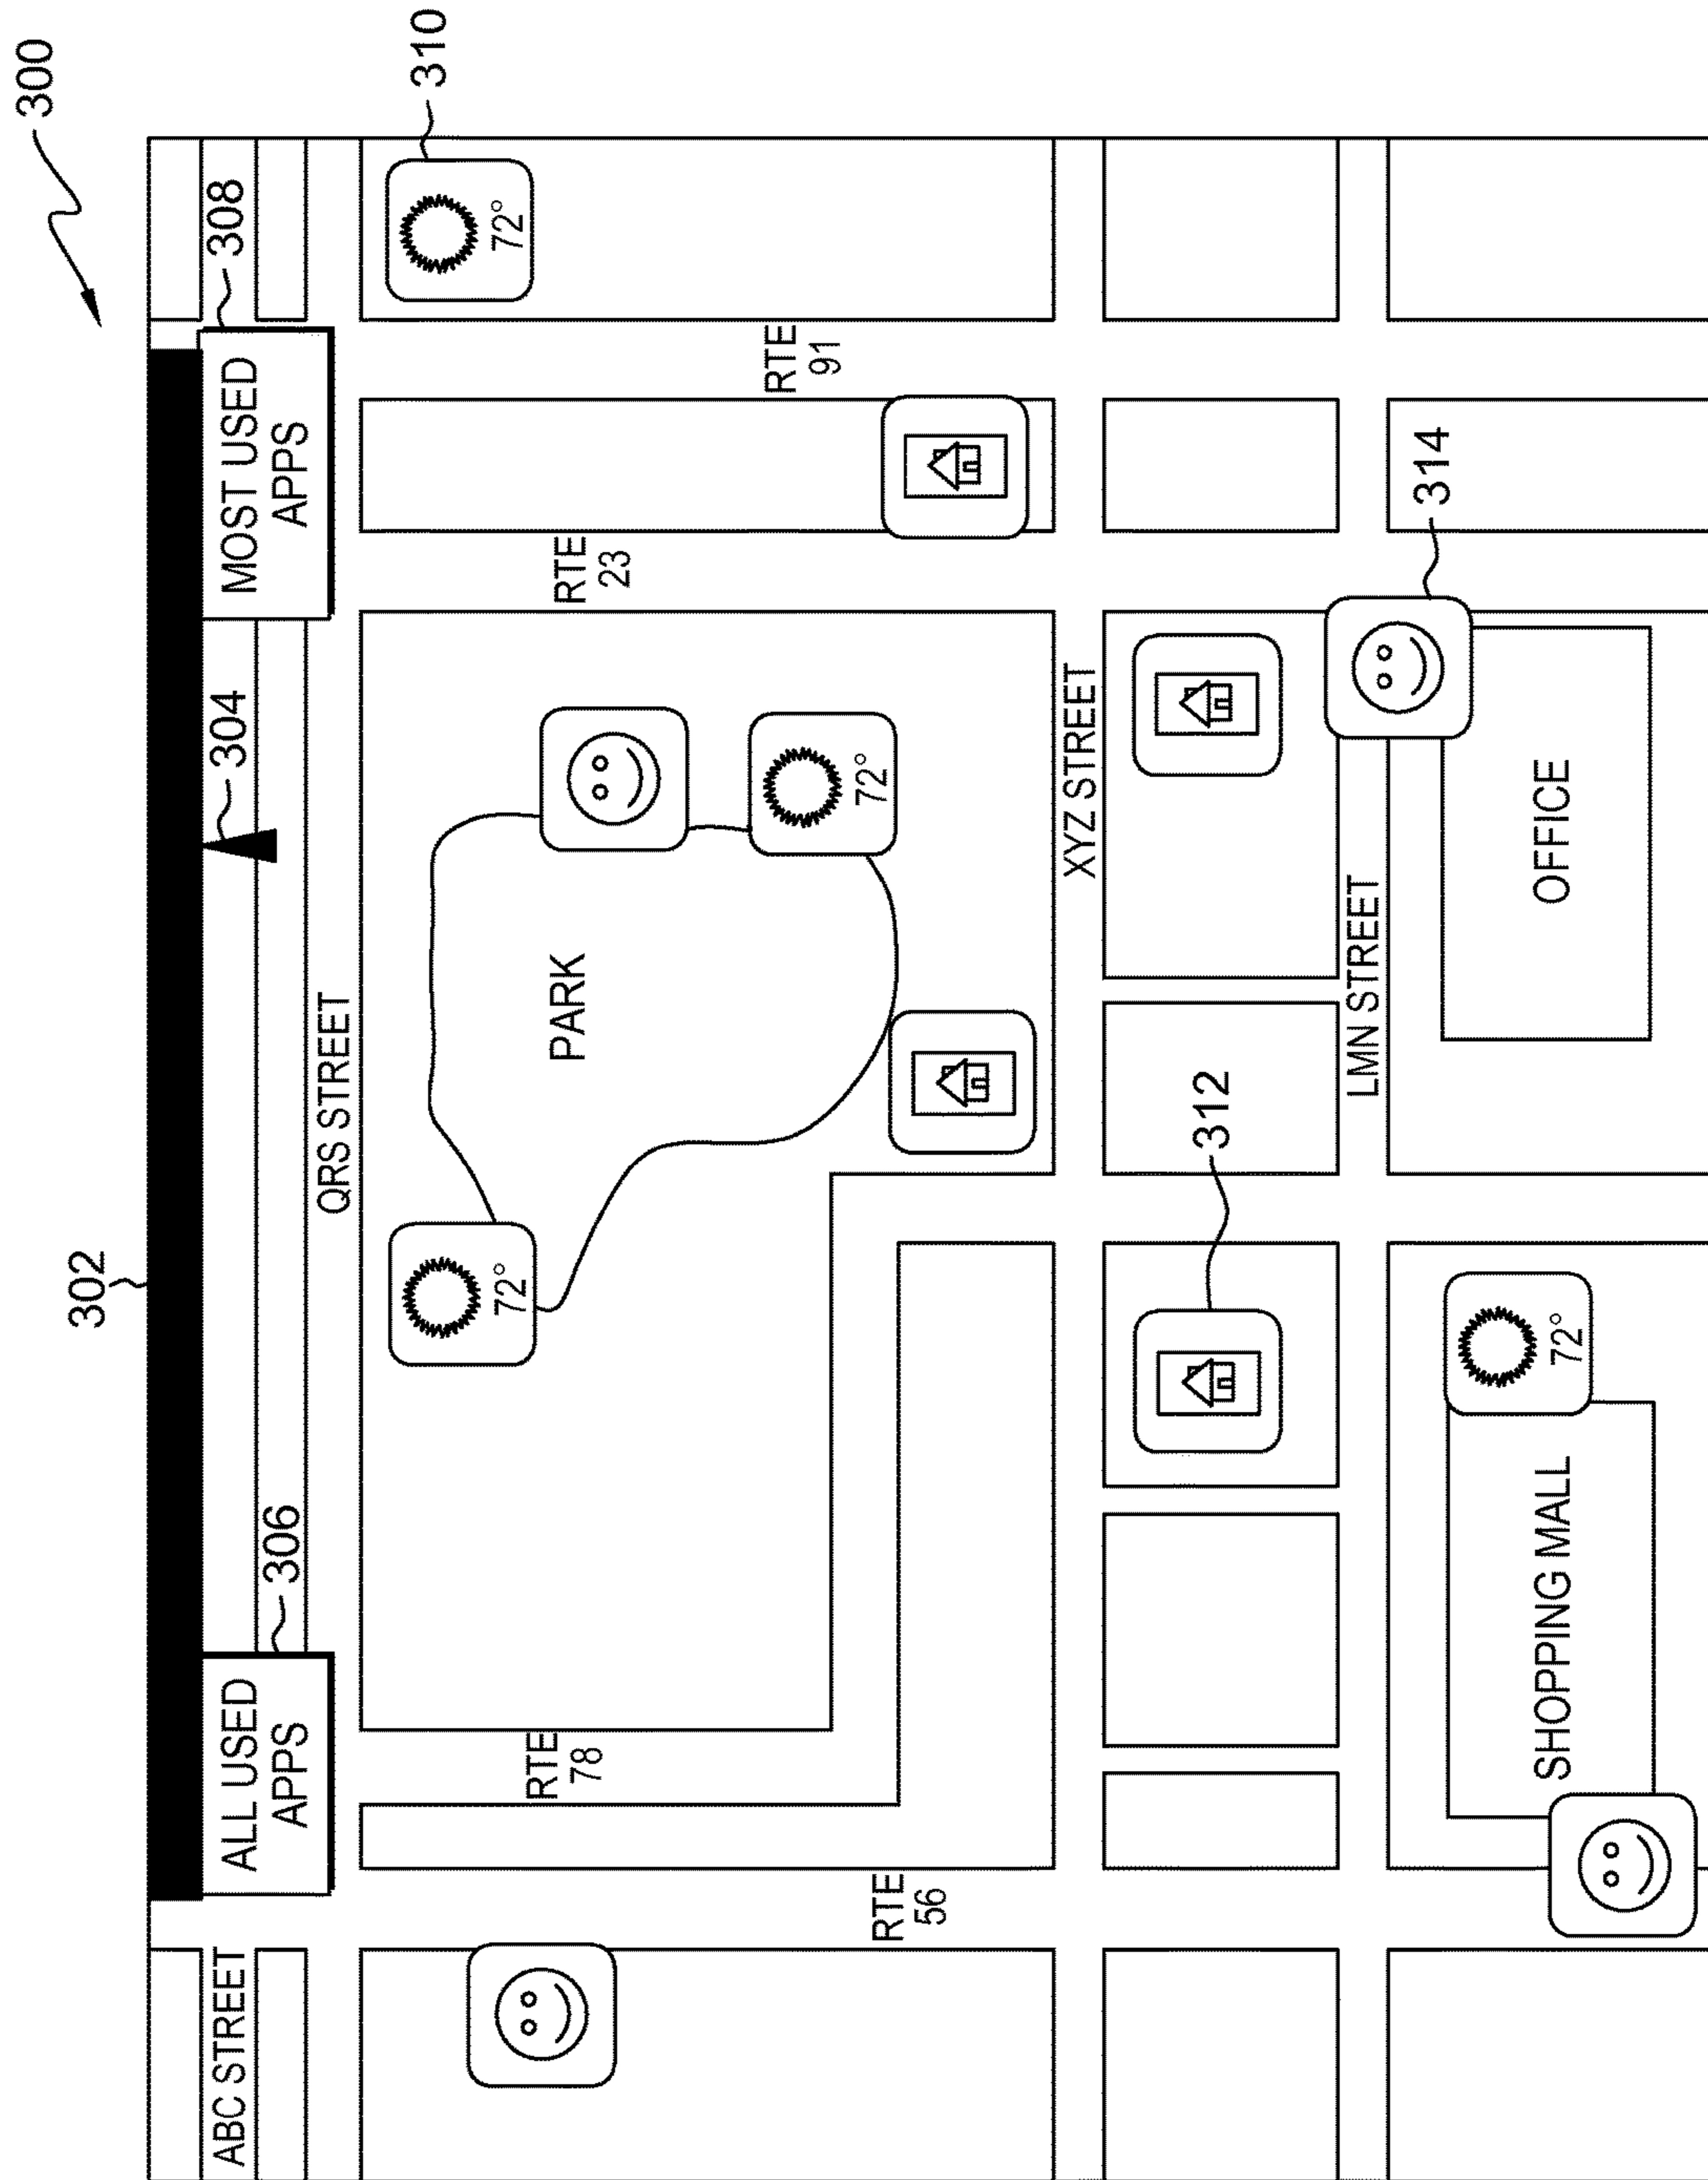 300
302
ABC STREET
ALL USED
APPS
306
304
MOST USED
APPS
308
QRS STREET
310
72°
72°
RTE
78
PARK
RTE
23
RTE
91
72°
RTE
56
XYZ STREET
312
LMN STREET
314
SHOPPING MALL
72°
OFFICE